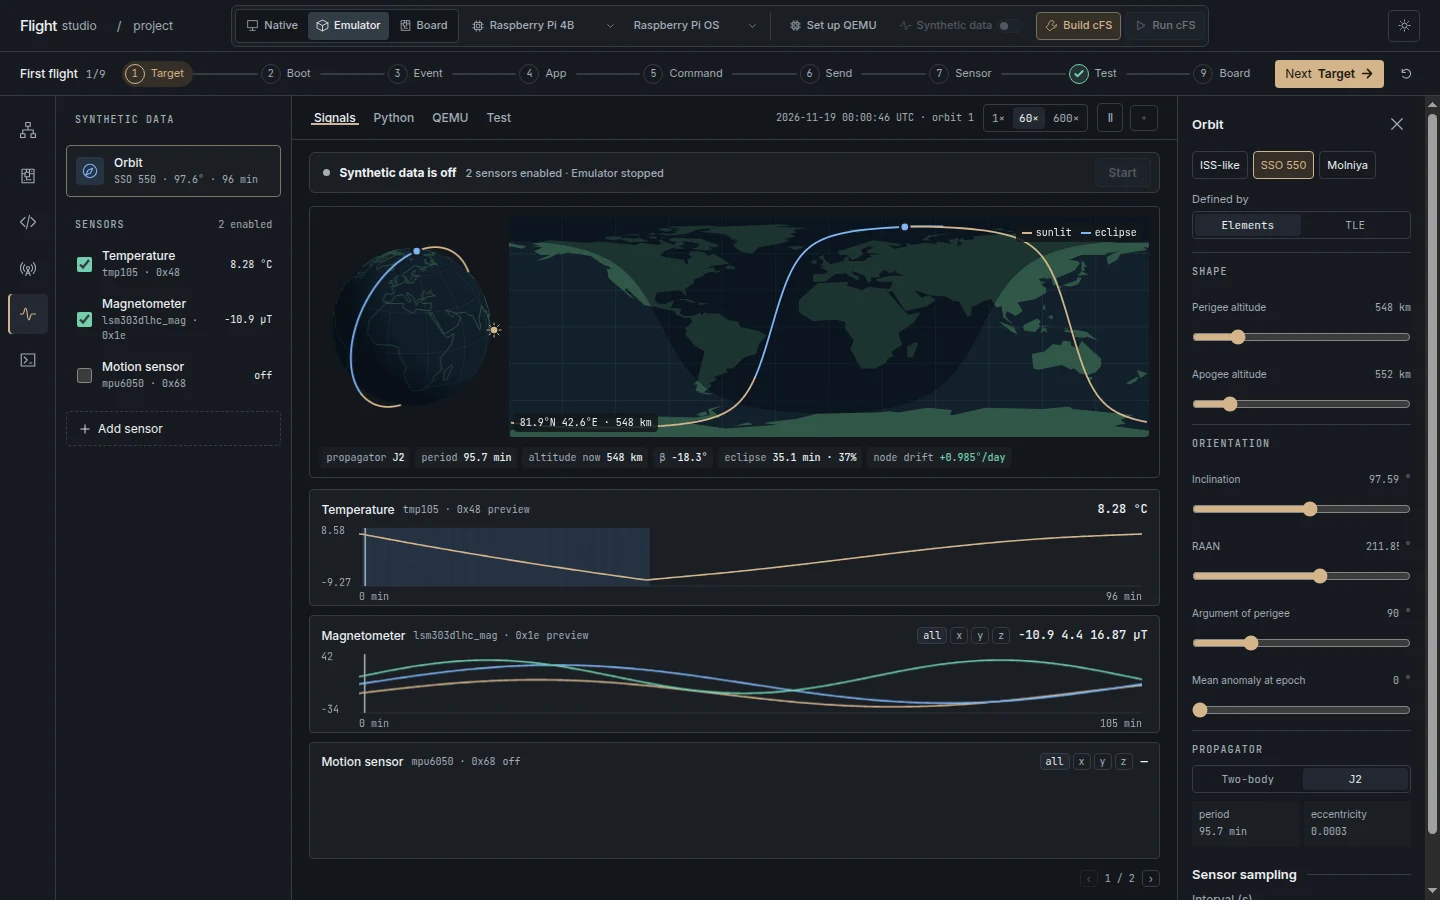 Flight studio / project
Native Emulator Board Raspberry Pi 4B Raspberry Pi OS Set up QEMU Synthetic data Build cFS Run cFS
First flight 1/9 1 Target 2 Boot 3 Event 4 App 5 Command 6 Send 7 Sensor Test 9 Board Next Target →
SYNTHETIC DATA
Orbit
SSO 550 · 97.6° · 96 min
SENSORS 2 enabled
Temperature
tmp105 · 0x48
8.28 °C
Magnetometer
lsm303dlhc_mag ·
0x1e
-10.9 µT
Motion sensor
mpu6050 · 0x68
off
+ Add sensor
Signals Python QEMU Test
2026-11-19 00:00:46 UTC · orbit 1 1× 60× 600×
Synthetic data is off 2 sensors enabled · Emulator stopped Start
sunlit eclipse
81.9°N 42.6°E · 548 km
propagator J2 period 95.7 min altitude now 548 km β -18.3° eclipse 35.1 min · 37% node drift +0.985°/day
Temperature tmp105 · 0x48 preview 8.28 °C
8.58
-9.27
0 min 96 min
Magnetometer lsm303dlhc_mag · 0x1e preview all x y z -10.9 4.4 16.87 µT
42
-34
0 min 105 min
Motion sensor mpu6050 · 0x68 off all x y z —
‹ 1 / 2 ›
Orbit
ISS-like SSO 550 Molniya
Defined by
Elements TLE
SHAPE
Perigee altitude 548 km
Apogee altitude 552 km
ORIENTATION
Inclination 97.59 °
RAAN 211.85 °
Argument of perigee 90 °
Mean anomaly at epoch 0 °
PROPAGATOR
Two-body J2
period
95.7 min
eccentricity
0.0003
Sensor sampling
Interval (s)